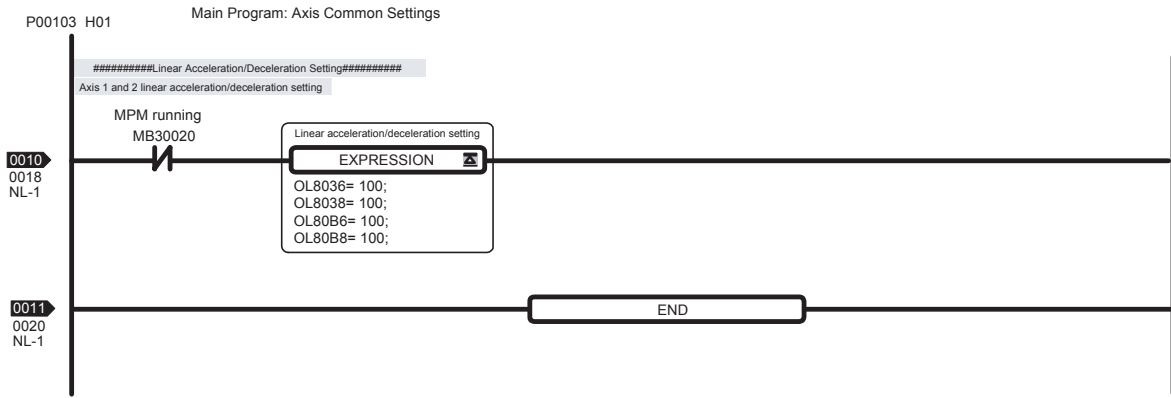 Main Program: Axis Common Settings
P00103 H01
##########Linear Acceleration/Deceleration Setting##########
Axis 1 and 2 linear acceleration/deceleration setting
MPM running
MB30020
Linear acceleration/deceleration setting
EXPRESSION
0010
0018
NL-1
OL8036= 100;
OL8038= 100;
OL80B6= 100;
OL80B8= 100;
0011
0020
NL-1
END